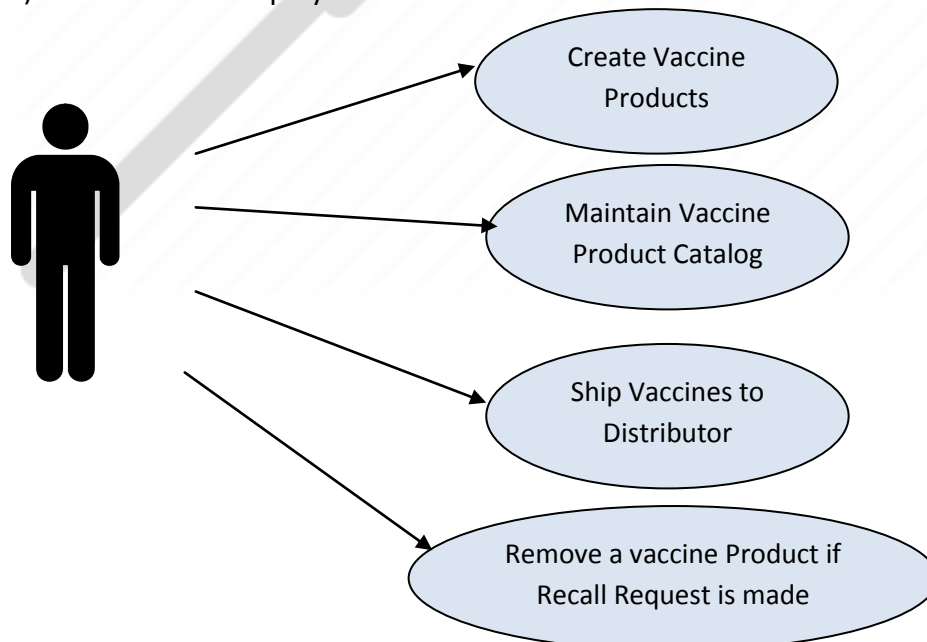 Create Vaccine
Products
Maintain Vaccine
Product Catalog
Ship Vaccines to
Distributor
Remove a vaccine Product if
Recall Request is made